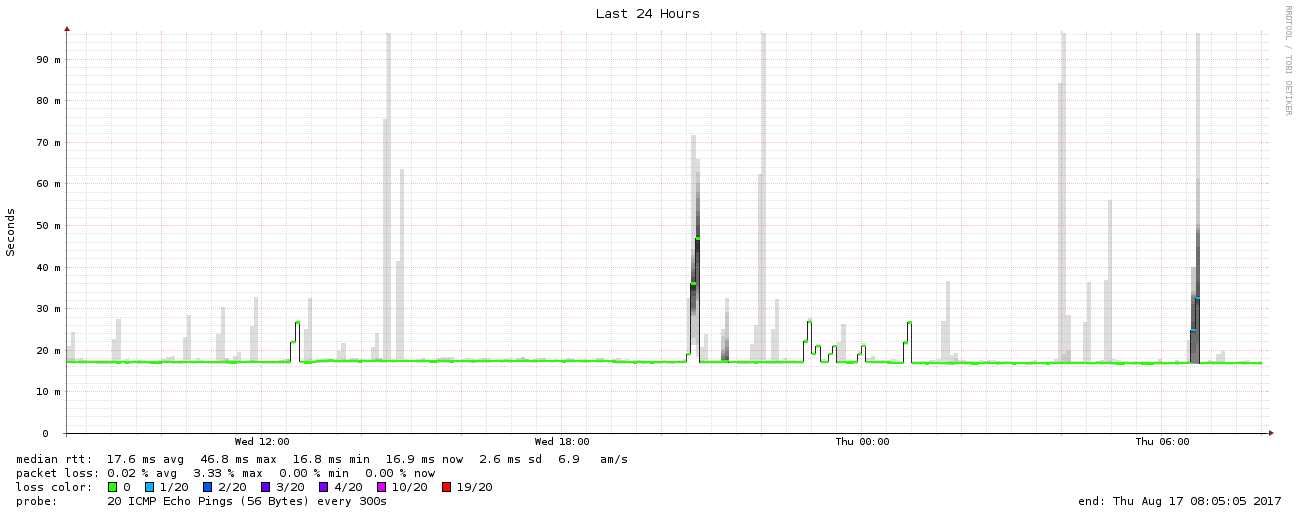 Last 24 Hours
RRDTOOL / TOBI OETIKER
Seconds
90 m
80 m
70 m
60 m
50 m
40 m
30 m
20 m
10 m
0
Wed 12:00 Wed 18:00 Thu 00:00 Thu 06:00
median rtt: 17.6 ms avg 46.8 ms max 16.8 ms min 16.9 ms now 2.6 ms sd 6.9 am/s
packet loss: 0.02 % avg 3.33 % max 0.00 % min 0.00 % now
loss color: 0 1/20 2/20 3/20 4/20 10/20 19/20
probe: 20 ICMP Echo Pings (56 Bytes) every 300s end: Thu Aug 17 08:05:05 2017